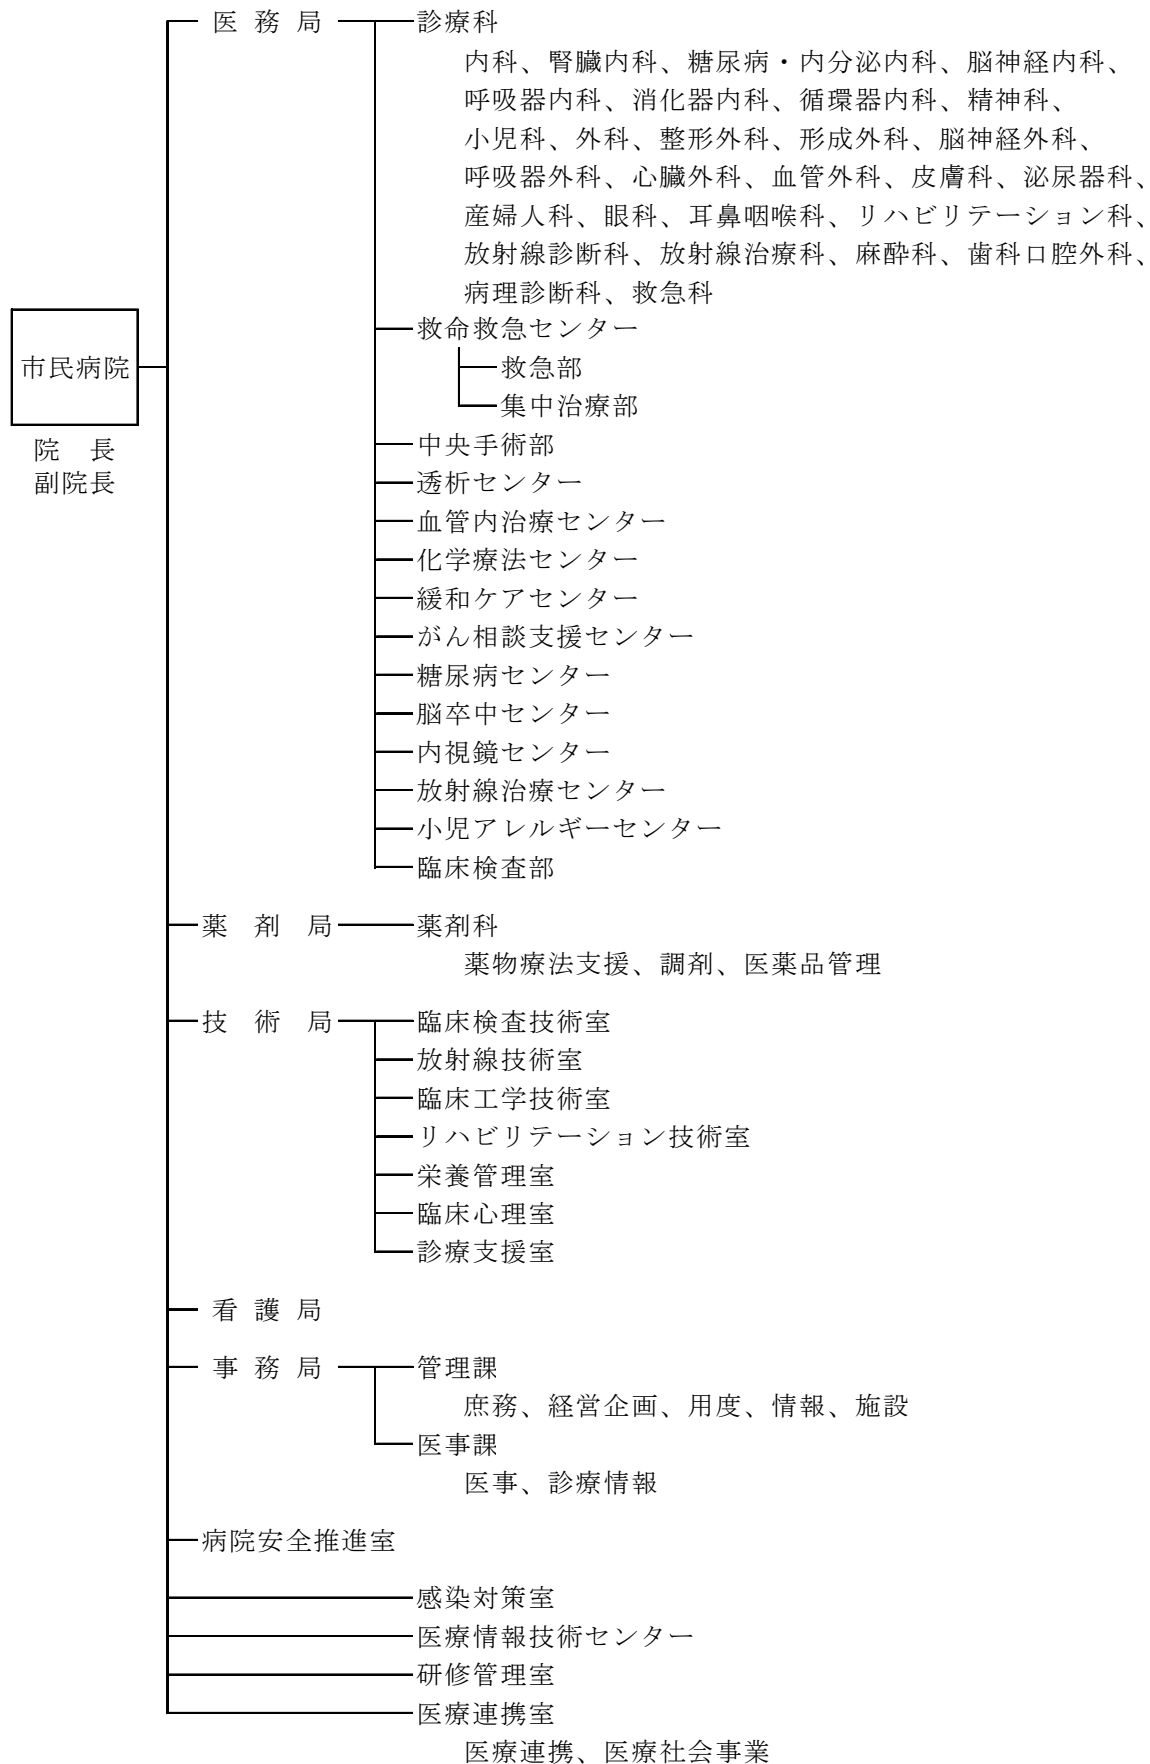 医務局 診療科
内科、腎臓内科、糖尿病・内分泌内科、脳神経内科、
呼吸器内科、消化器内科、循環器内科、精神科、
小児科、外科、整形外科、形成外科、脳神経外科、
呼吸器外科、心臓外科、血管外科、皮膚科、泌尿器科、
産婦人科、眼科、耳鼻咽喉科、リハビリテーション科、
放射線診断科、放射線治療科、麻酔科、歯科口腔外科、
病理診断科、救急科
救命救急センター
市民病院 救急部
集中治療部
院長
副院長
中央手術部
透析センター
血管内治療センター
化学療法センター
緩和ケアセンター
がん相談支援センター
糖尿病センター
脳卒中センター
内視鏡センター
放射線治療センター
小児アレルギーセンター
臨床検査部
薬剤局 薬剤科
薬物療法支援、調剤、医薬品管理
技術局 臨床検査技術室
放射線技術室
臨床工学技術室
リハビリテーション技術室
栄養管理室
臨床心理室
診療支援室
看護局
事務局 管理課
庶務、経営企画、用度、情報、施設
医事課
医事、診療情報
病院安全推進室
感染対策室
医療情報技術センター
研修管理室
医療連携室
医療連携、医療社会事業